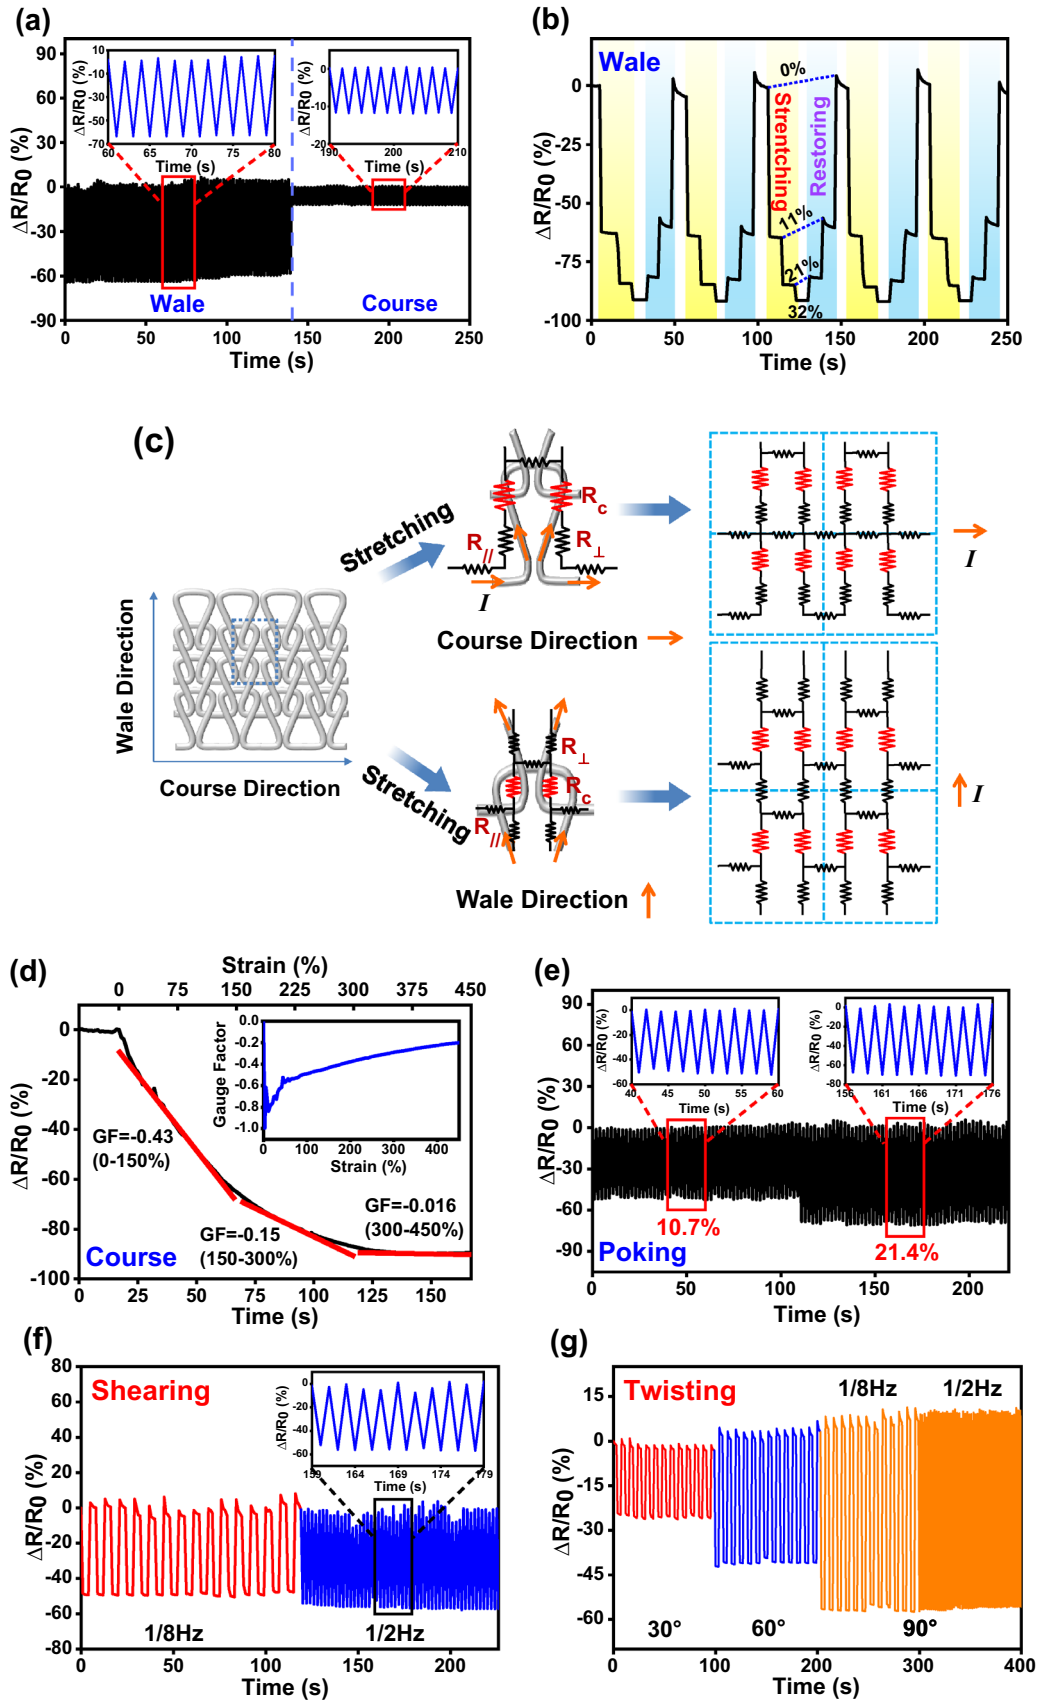 (a)
ΔR/R0 (%)
90
60
30
0
-30
-60
-90
0
50
100
150
200
250
Time (s)
Wale
Course
ΔR/R0 (%)
10
-10
-30
-50
-70
60
65
70
75
80
Time (s)
ΔR/R0 (%)
0
-10
-20
190
200
210
Time (s)
(b)
Wale
ΔR/R0 (%)
0
-25
-50
-75
-100
0
50
100
150
200
250
Time (s)
0%
11%
21%
32%
Strentching
Restoring
(c)
Wale Direction
Course Direction
Stretching
Stretching
R//
Rc
R⊥
I
Course Direction
I
R⊥
Rc
R//
Wale Direction
I
(d)
Strain (%)
0
75
150
225
300
375
450
ΔR/R0 (%)
0
-20
-40
-60
-80
-100
0
25
50
75
100
125
150
Time (s)
GF=-0.43
(0-150%)
GF=-0.15
(150-300%)
GF=-0.016
(300-450%)
Course
Gauge Factor
0.0
-0.2
-0.4
-0.6
-0.8
-1.0
0
100
200
300
400
Strain (%)
(e)
ΔR/R0 (%)
90
60
30
0
-30
-60
-90
0
50
100
150
200
Time (s)
Poking
10.7%
21.4%
ΔR/R0 (%)
0
-20
-40
-60
40
45
50
55
60
Time (s)
ΔR/R0 (%)
0
-20
-40
-60
-80
156
161
166
171
176
Time (s)
(f)
Shearing
ΔR/R0 (%)
80
60
40
20
0
-20
-40
-60
-80
0
50
100
150
200
Time (s)
1/8Hz
1/2Hz
ΔR/R0 (%)
0
-20
-40
-60
159
164
169
174
179
Time (s)
(g)
Twisting
1/8Hz
1/2Hz
ΔR/R0 (%)
15
0
-15
-30
-45
-60
30°
60°
90°
0
100
200
300
400
Time (s)